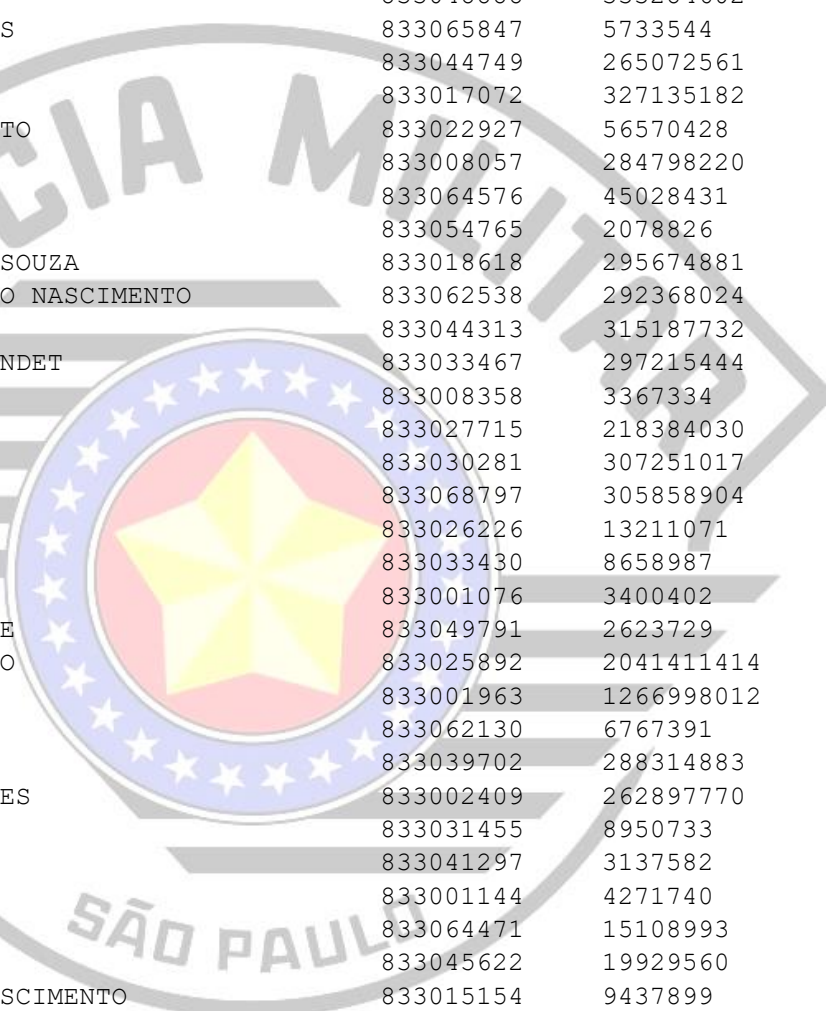 S 833065847 5733544
833044749 265072561
833017072 327135182
TO 833022927 56570428
833008057 284798220
833064576 45028431
833054765 2078826
SOUZA 833018618 295674881
O NASCIMENTO 833062538 292368024
833044313 315187732
NDET 833033467 297215444
833008358 3367334
833027715 218384030
833030281 307251017
833068797 305858904
833026226 13211071
833033430 8658987
833001076 3400402
E 833049791 2623729
O 833025892 2041411414
833001963 1266998012
833062130 6767391
833039702 288314883
ES 833002409 262897770
833031455 8950733
833041297 3137582
833001144 4271740
833064471 15108993
833045622 19929560
SCIMENTO 833015154 9437899
CIA MILITAR
SÃO PAULO